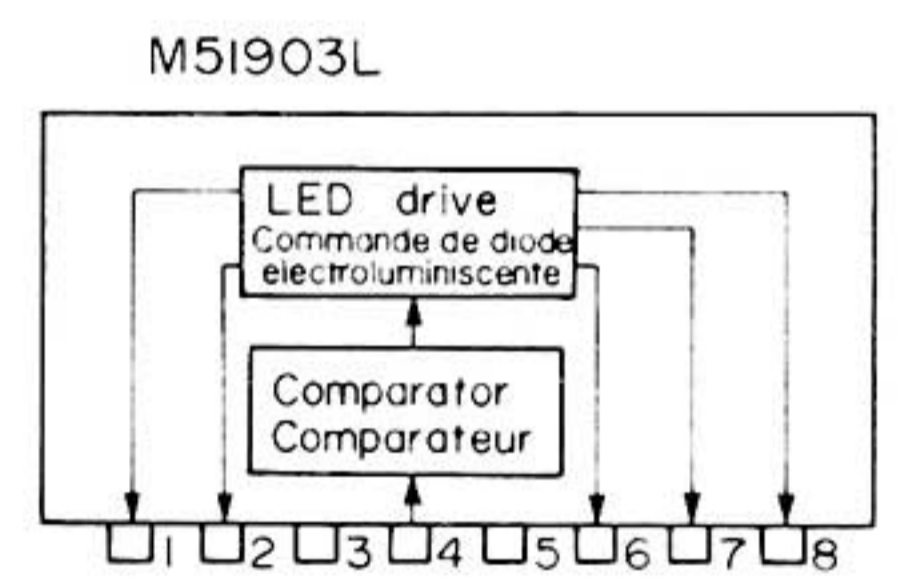 M51903L
LED drive
Commande de diode
electroluminiscente
Comparator
Comparateur
1 2 3 4 5 6 7 8